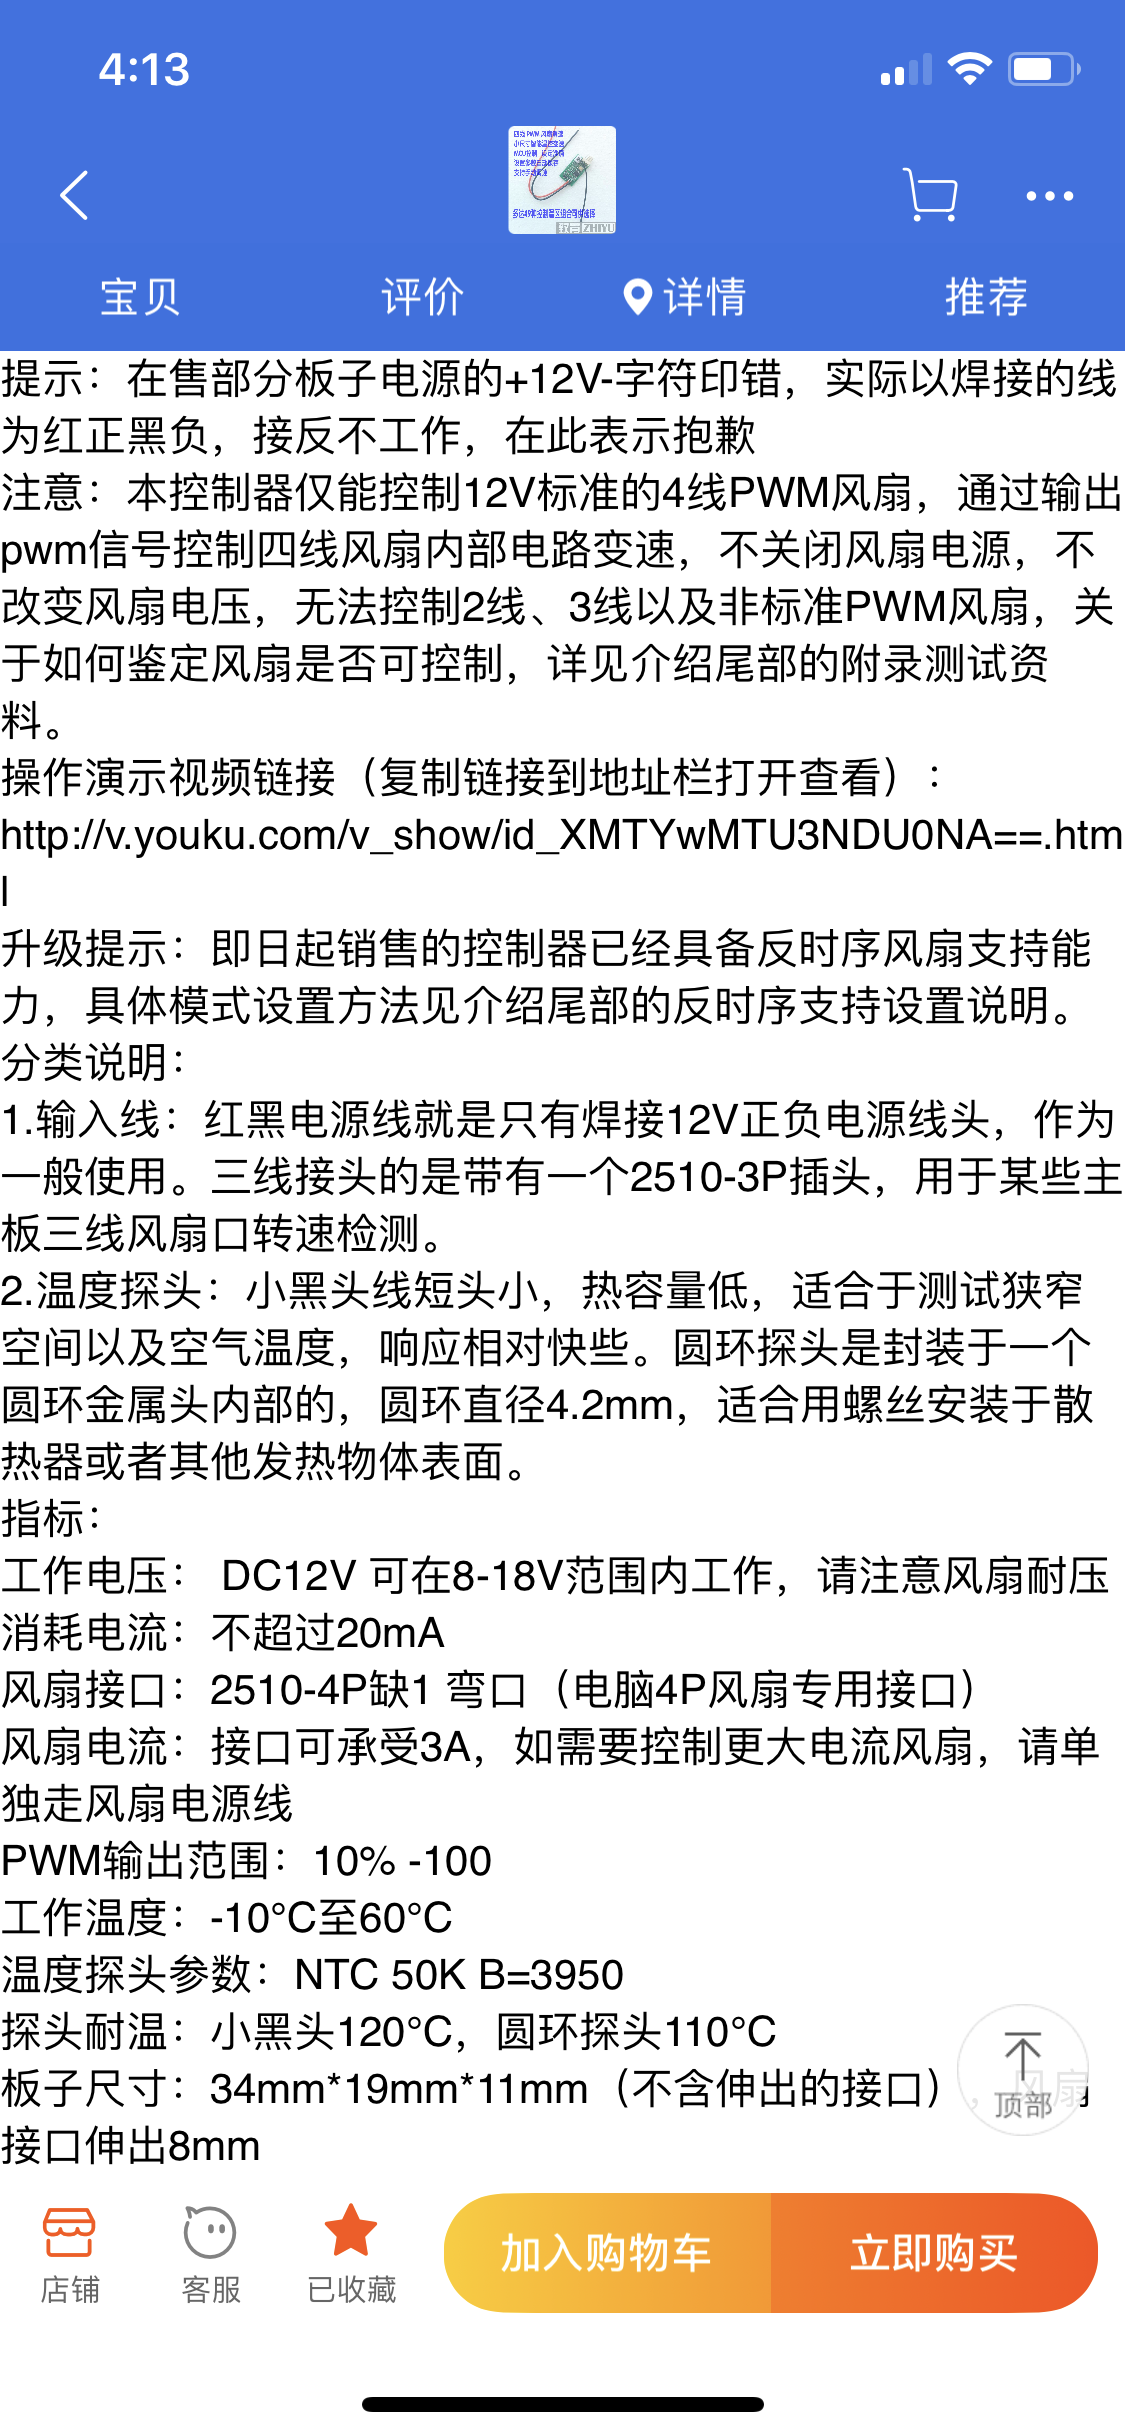 4:13
四线PWM风扇调速
小尺寸智能温控变速
支持手动调速
ZHIYU
宝贝
评价
详情
推荐
提示：在售部分板子电源的+12V-字符印错，实际以焊接的线
为红正黑负，接反不工作，在此表示抱歉
注意：本控制器仅能控制12V标准的4线PWM风扇，通过输出
pwm信号控制四线风扇内部电路变速，不关闭风扇电源，不
改变风扇电压，无法控制2线、3线以及非标准PWM风扇，关
于如何鉴定风扇是否可控制，详见介绍尾部的附录测试资
料。
操作演示视频链接（复制链接到地址栏打开查看）：
http://v.youku.com/v_show/id_XMTYwMTU3NDU0NA==.htm
l
升级提示：即日起销售的控制器已经具备反时序风扇支持能
力，具体模式设置方法见介绍尾部的反时序支持设置说明。
分类说明：
1.输入线：红黑电源线就是只有焊接12V正负电源线头，作为
一般使用。三线接头的是带有一个2510-3P插头，用于某些主
板三线风扇口转速检测。
2.温度探头：小黑头线短头小，热容量低，适合于测试狭窄
空间以及空气温度，响应相对快些。圆环探头是封装于一个
圆环金属头内部的，圆环直径4.2mm，适合用螺丝安装于散
热器或者其他发热物体表面。
指标：
工作电压： DC12V 可在8-18V范围内工作，请注意风扇耐压
消耗电流：不超过20mA
风扇接口：2510-4P缺1 弯口（电脑4P风扇专用接口）
风扇电流：接口可承受3A，如需要控制更大电流风扇，请单
独走风扇电源线
PWM输出范围：10% -100
工作温度：-10°C至60°C
温度探头参数：NTC 50K B=3950
探头耐温：小黑头120°C，圆环探头110°C
板子尺寸：34mm*19mm*11mm（不含伸出的接口），风扇
接口伸出8mm
顶部
店铺
客服
已收藏
加入购物车
立即购买